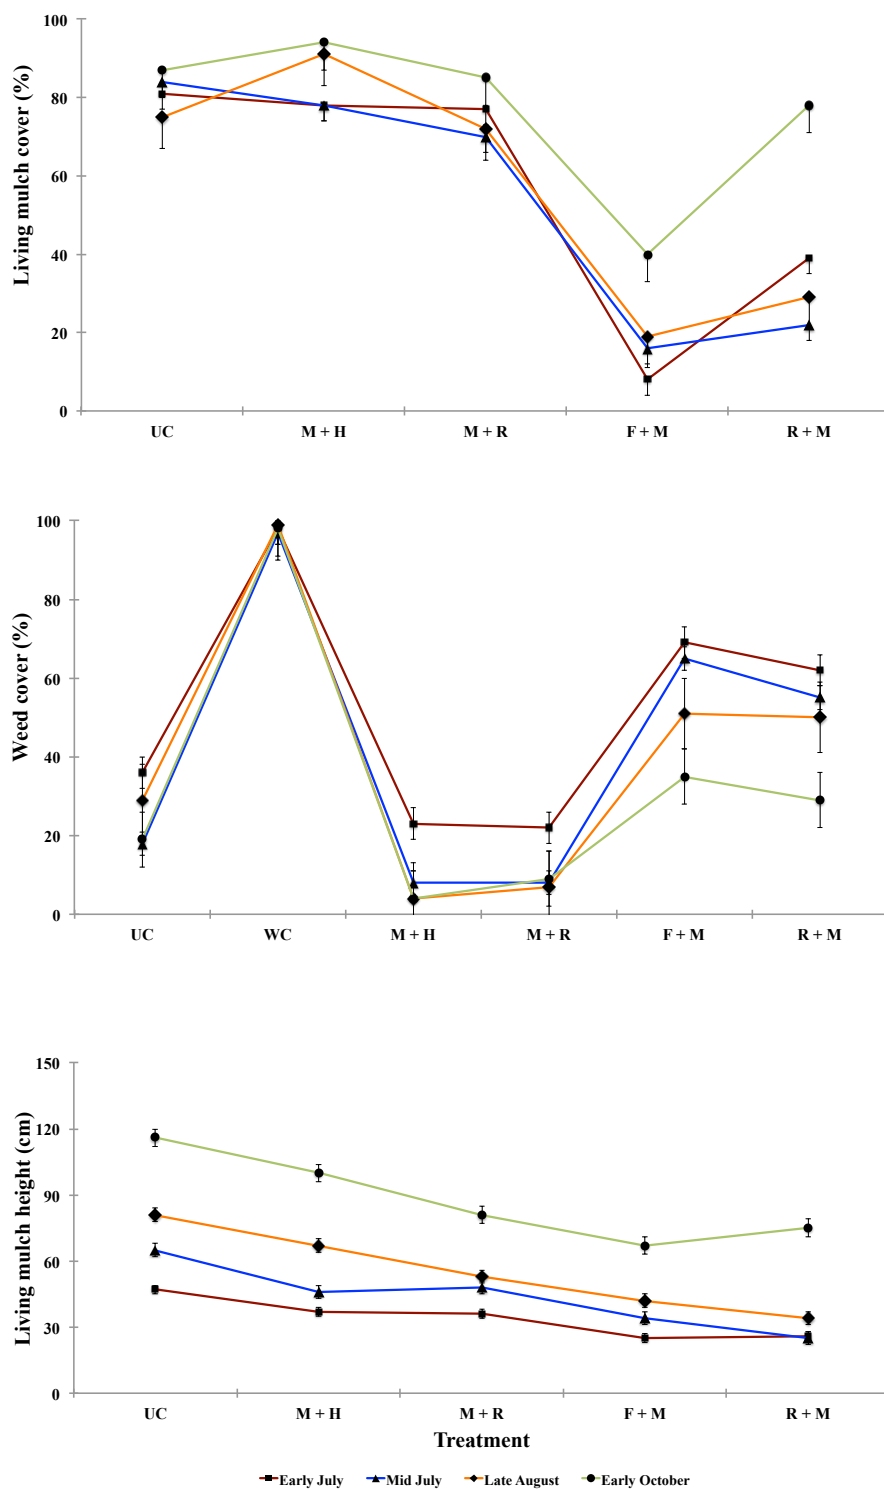 Living mulch cover (%)
100
80
60
40
20
0
UC M + H M + R F + M R + M
Weed cover (%)
100
80
60
40
20
0
UC WC M + H M + R F + M R + M
Living mulch height (cm)
150
120
90
60
30
0
UC M + H M + R F + M R + M
Treatment
Early July Mid July Late August Early October